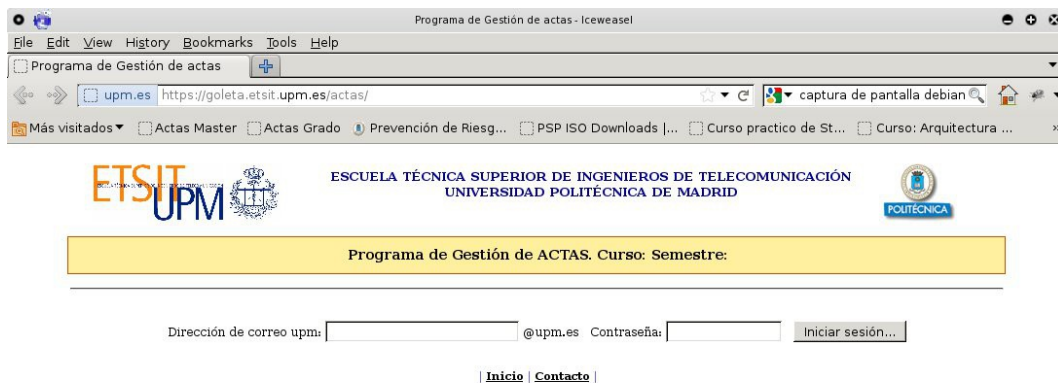 Programa de Gestión de actas - Iceweasel
File Edit View History Bookmarks Tools Help
Programa de Gestión de actas
upm.es https://goleta.etsit.upm.es/actas/ captura de pantalla debian
Más visitados Actas Master Actas Grado Prevención de Riesg... PSP ISO Downloads |... Curso practico de St... Curso: Arquitectura ...
ETSIT
UPM
ESCUELA TÉCNICA SUPERIOR DE INGENIEROS DE TELECOMUNICACIÓN
UNIVERSIDAD POLITÉCNICA DE MADRID
POLITÉCNICA
Programa de Gestión de ACTAS. Curso: Semestre:
Dirección de correo upm: @upm.es Contraseña: Iniciar sesión...
| Inicio | Contacto |